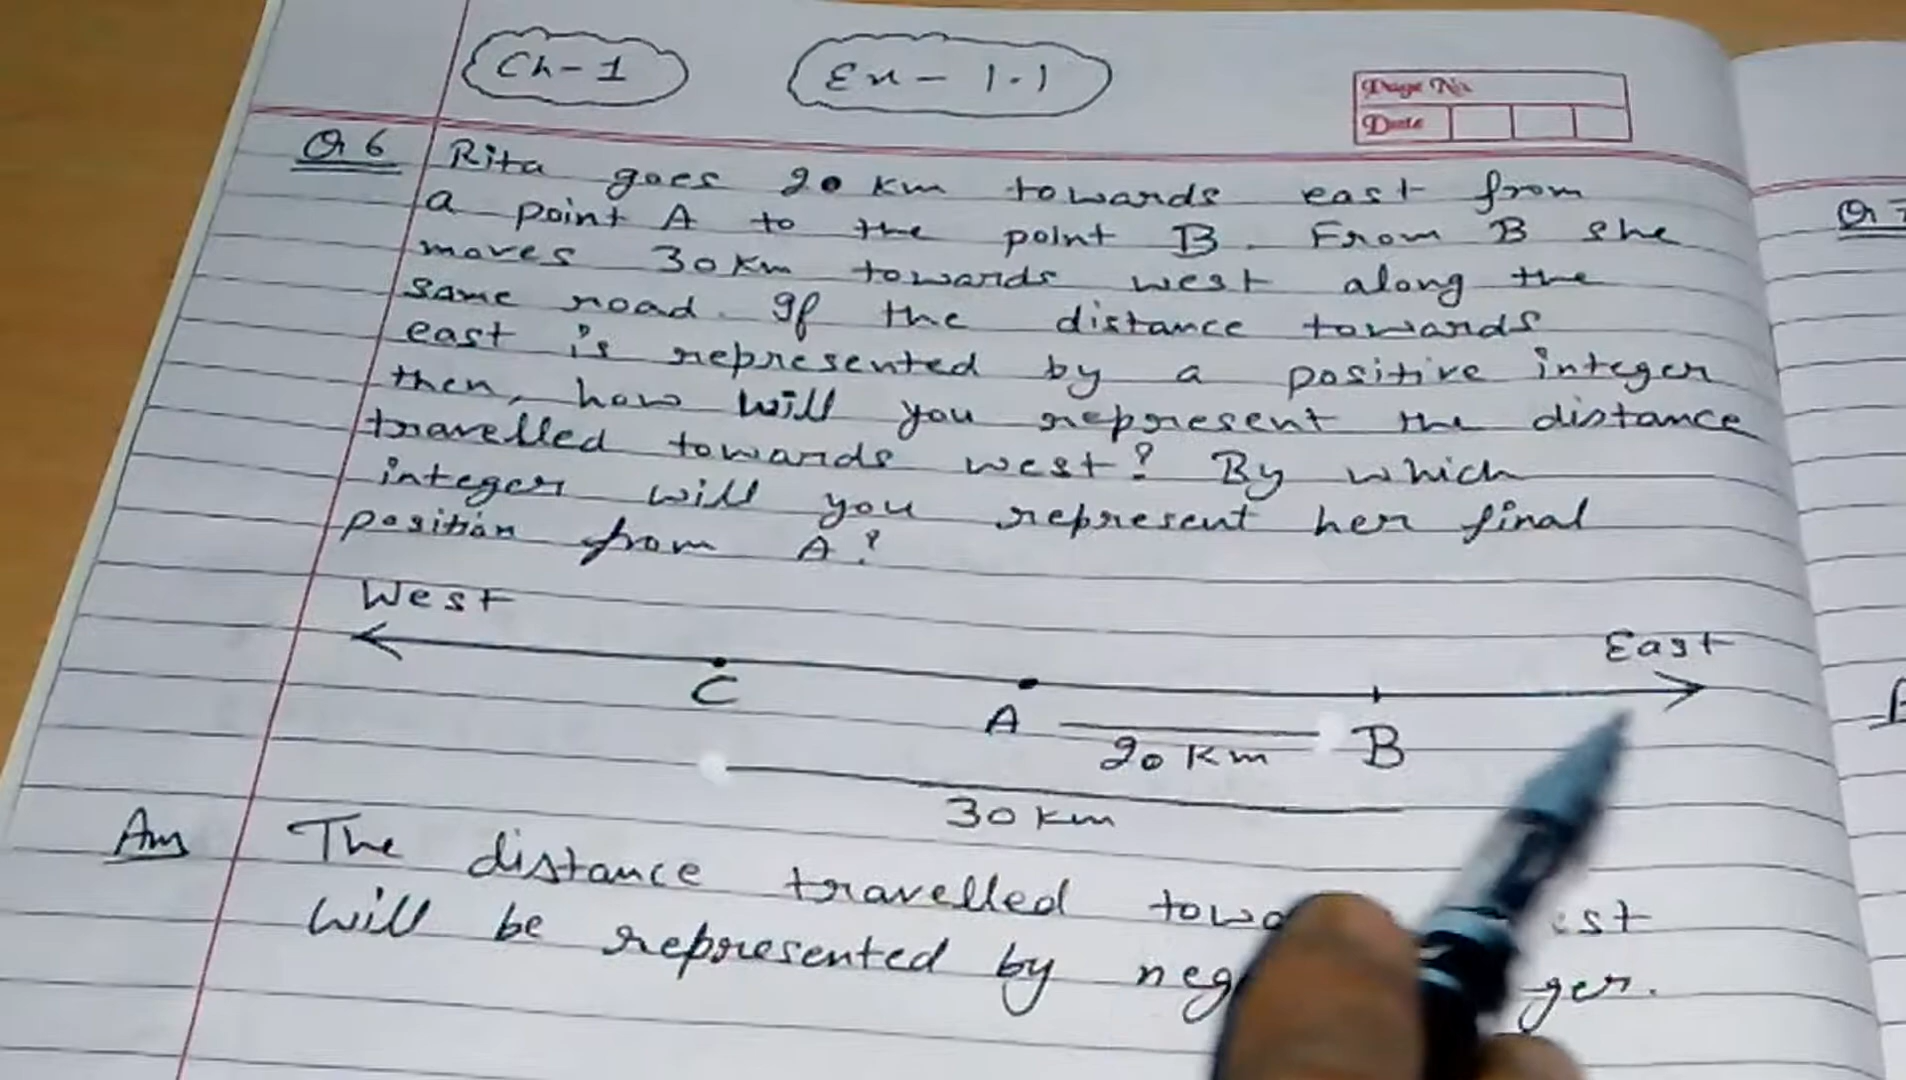 Ch-1
Ex-1.1
Page No.
Date
Q 6 Rita goes 20 km towards east from
a point A to the point B. From B she
moves 30 Km towards west along the
same road. If the distance towards
east is represented by a positive integer
then, how will you represent the distance
travelled towards west? By which
integer will you represent her final
position from A?
West
East
C
A
20 Km
B
30 km
Ans The distance travelled
will be represented by